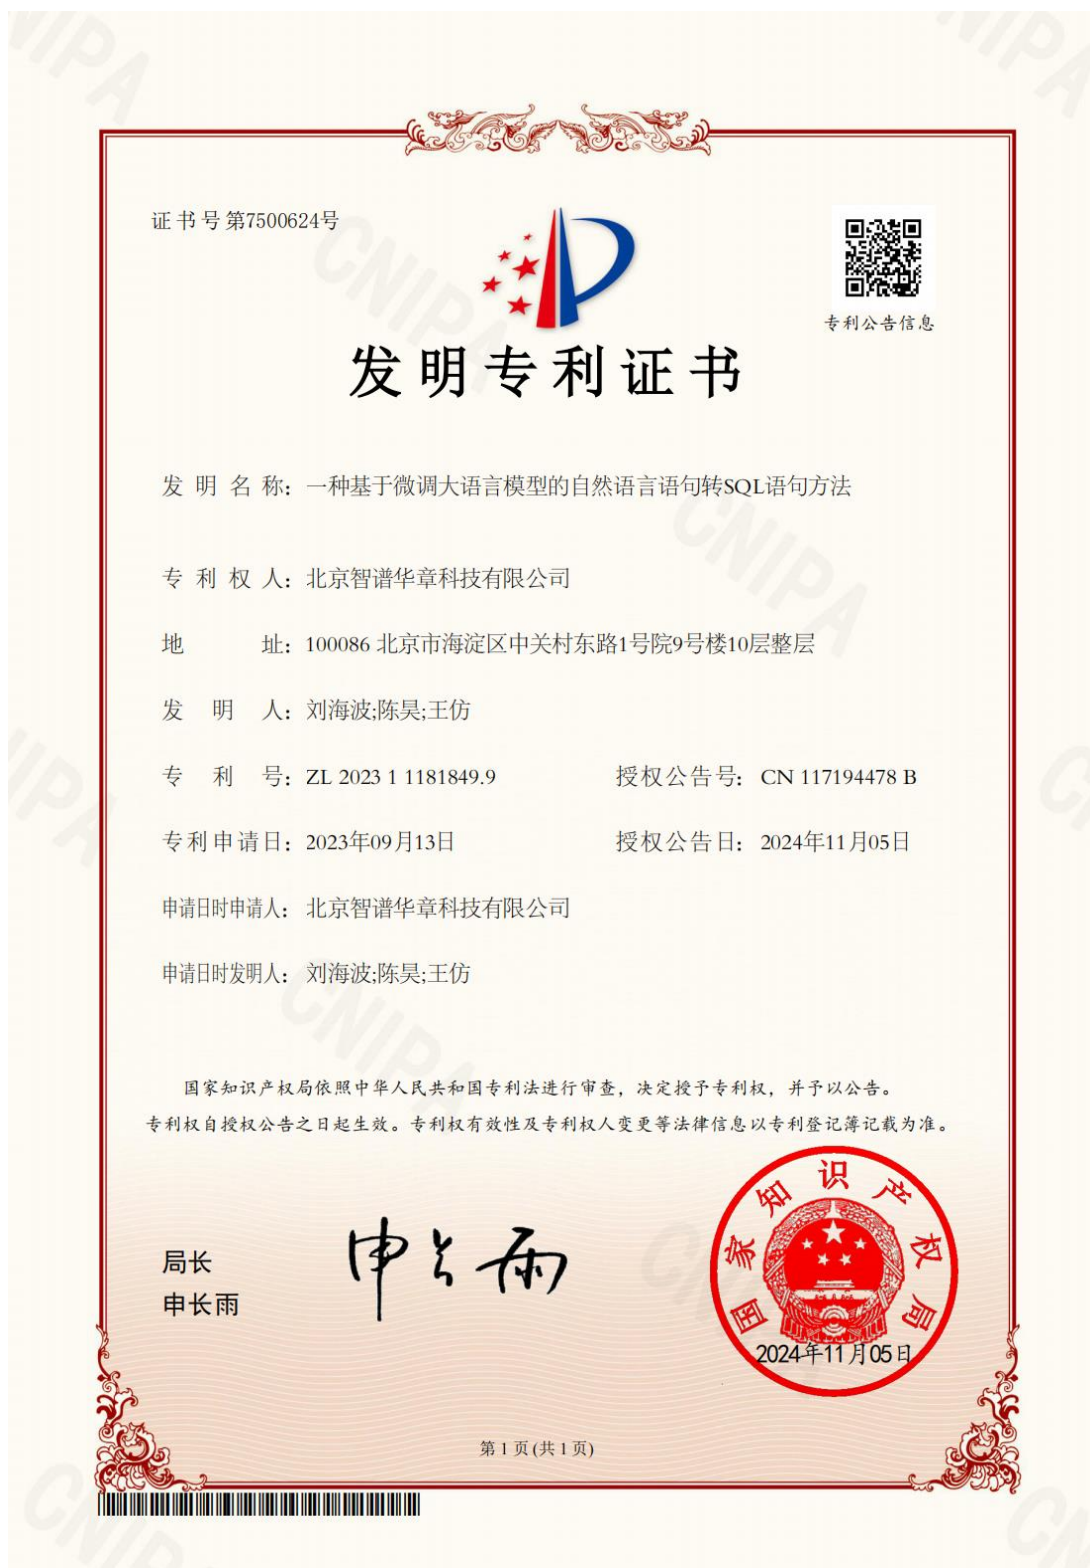 证书号第7500624号
专利公告信息
发明专利证书
发明名称：一种基于微调大语言模型的自然语言语句转SQL语句方法
专利权人：北京智谱华章科技有限公司
地址：100086 北京市海淀区中关村东路1号院9号楼10层整层
发明人：刘海波;陈昊;王仿
专利号：ZL 2023 1 1181849.9 授权公告号：CN 117194478 B
专利申请日：2023年09月13日 授权公告日：2024年11月05日
申请日时申请人：北京智谱华章科技有限公司
申请日时发明人：刘海波;陈昊;王仿
国家知识产权局依照中华人民共和国专利法进行审查，决定授予专利权，并予以公告。
专利权自授权公告之日起生效。专利权有效性及专利权人变更等法律信息以专利登记簿记载为准。
局长
申长雨
申长雨
国家知识产权局
2024年11月05日
第1页(共1页)
CNIPA
CNIPA
CNIPA
CNIPA
CNIPA
CNIPA
CNIPA